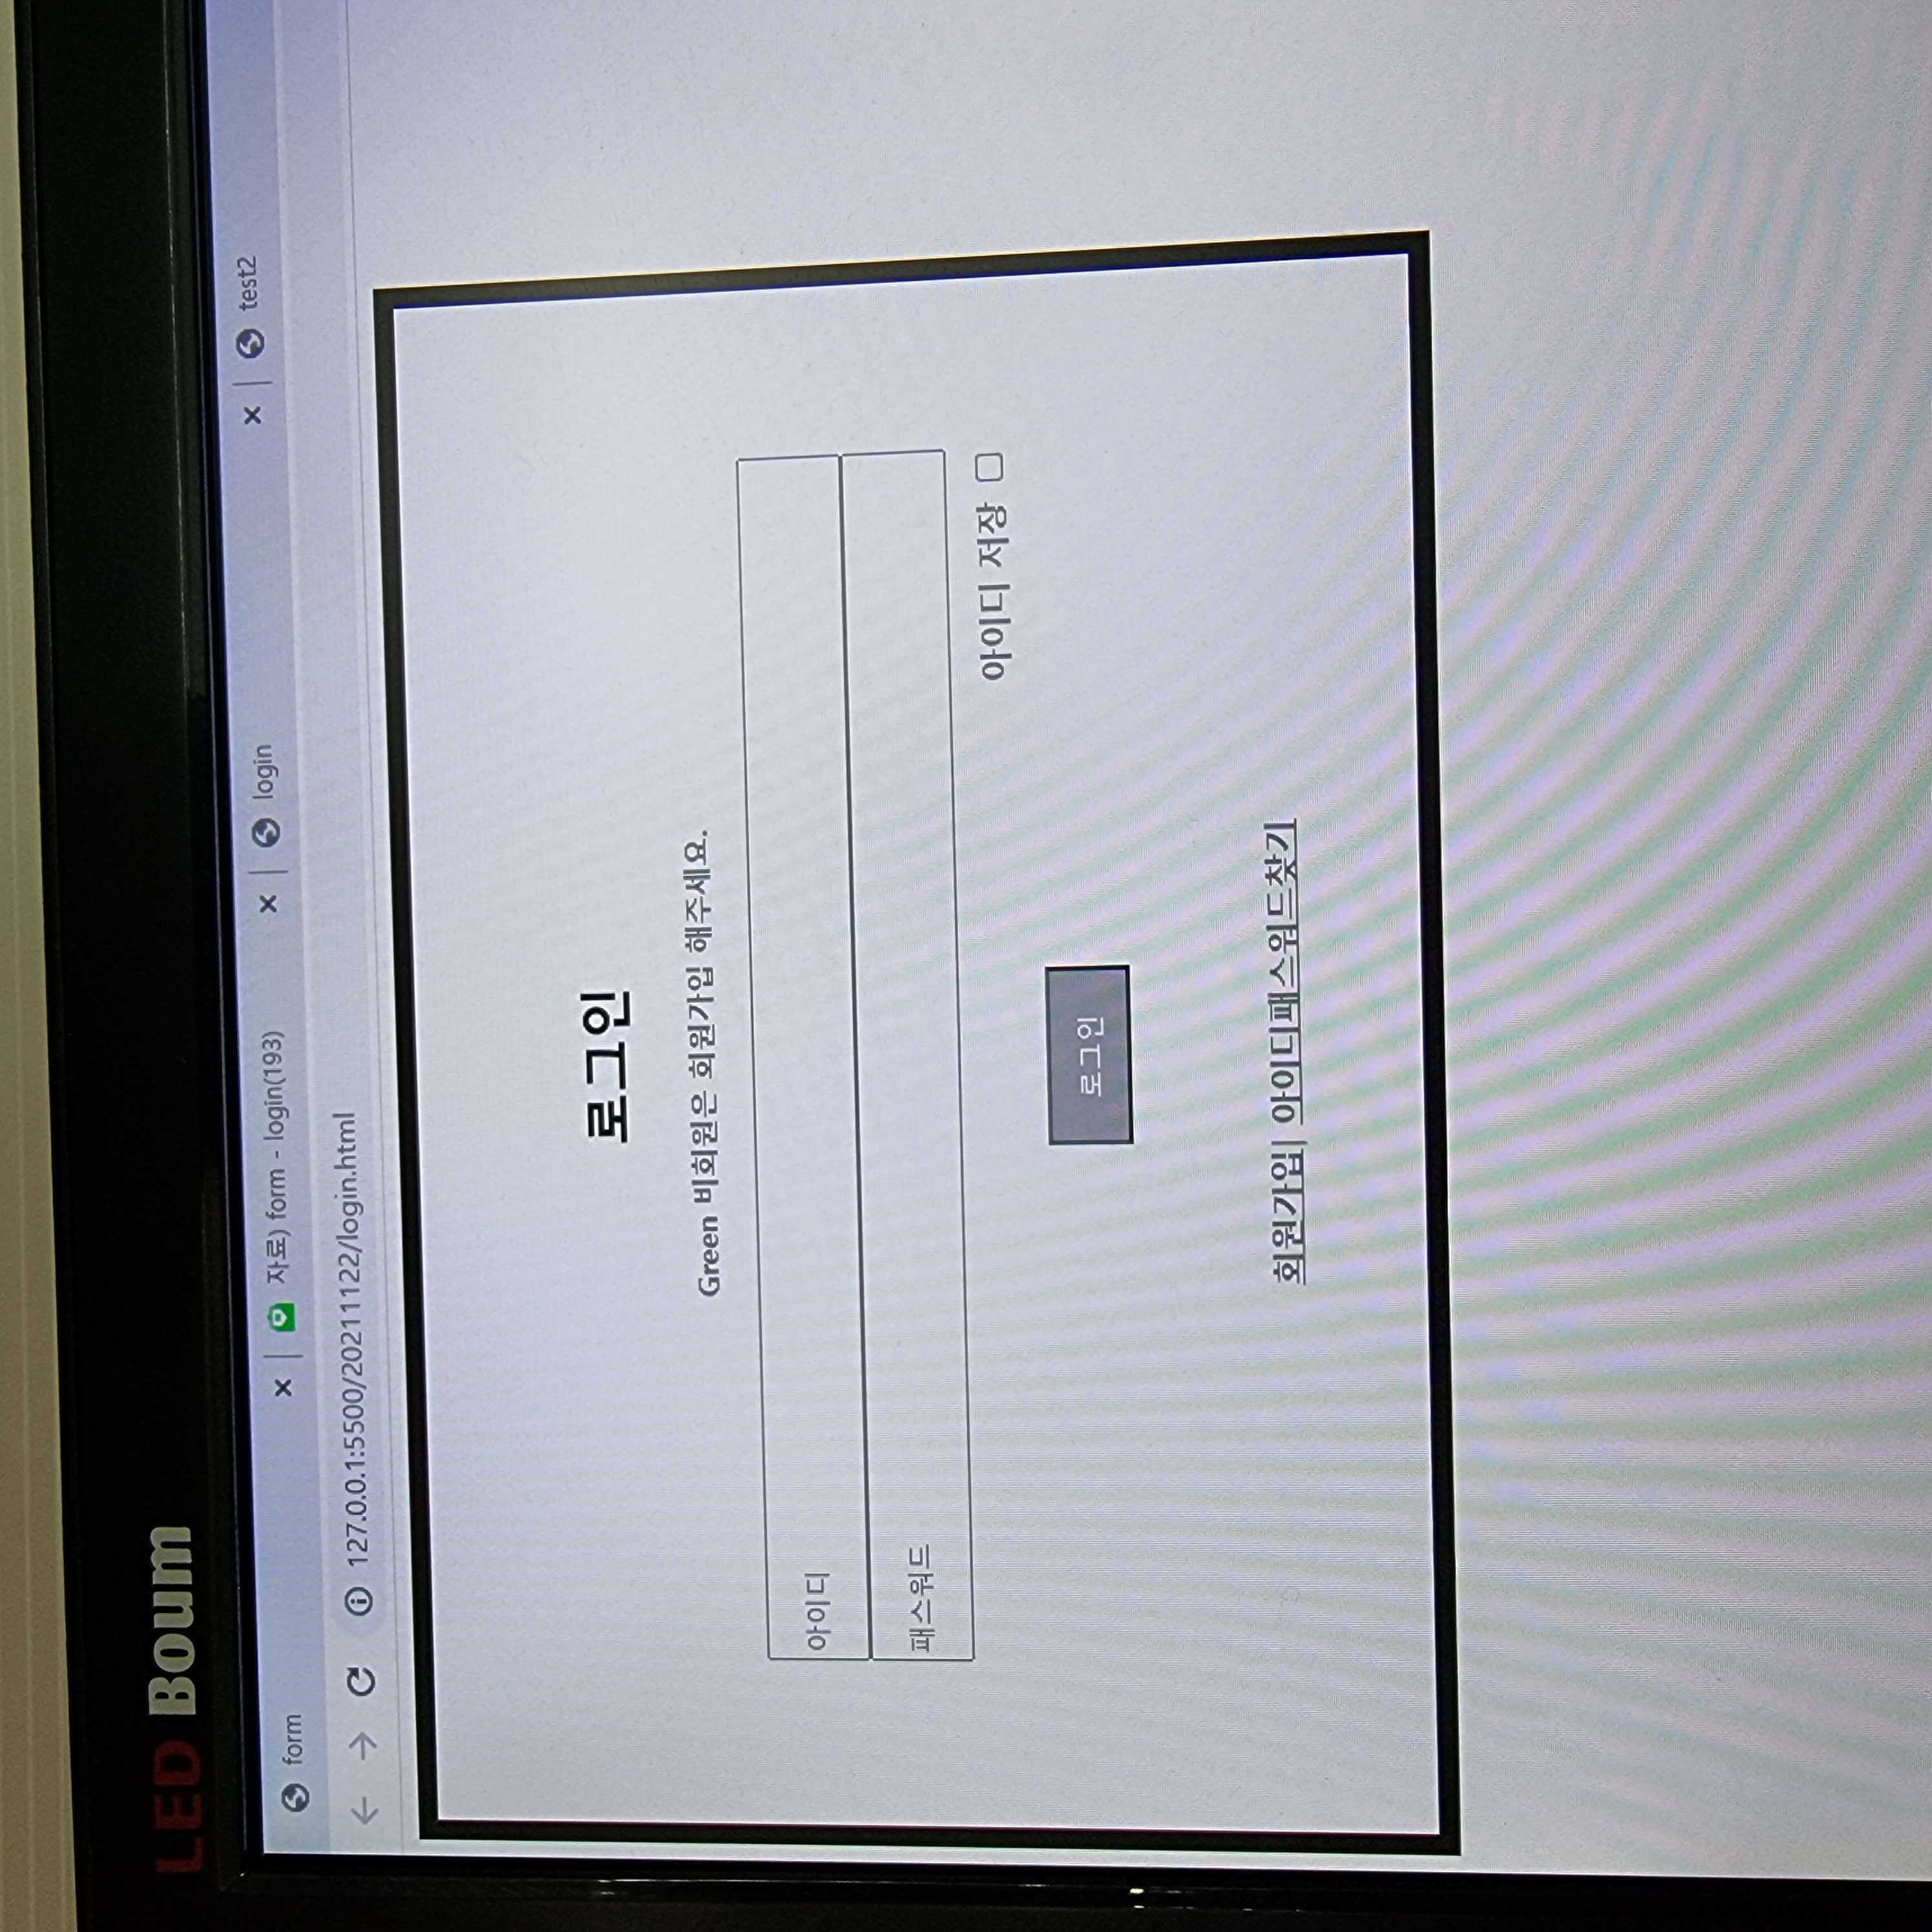 LED Boum
form
자료) form - login(193)
login
test2
127.0.0.1:5500/20211122/login.html
로그인
Green 비회원은 회원가입 해주세요.
아이디
패스워드
아이디 저장
로그인
회원가입| 아이디패스워드찾기